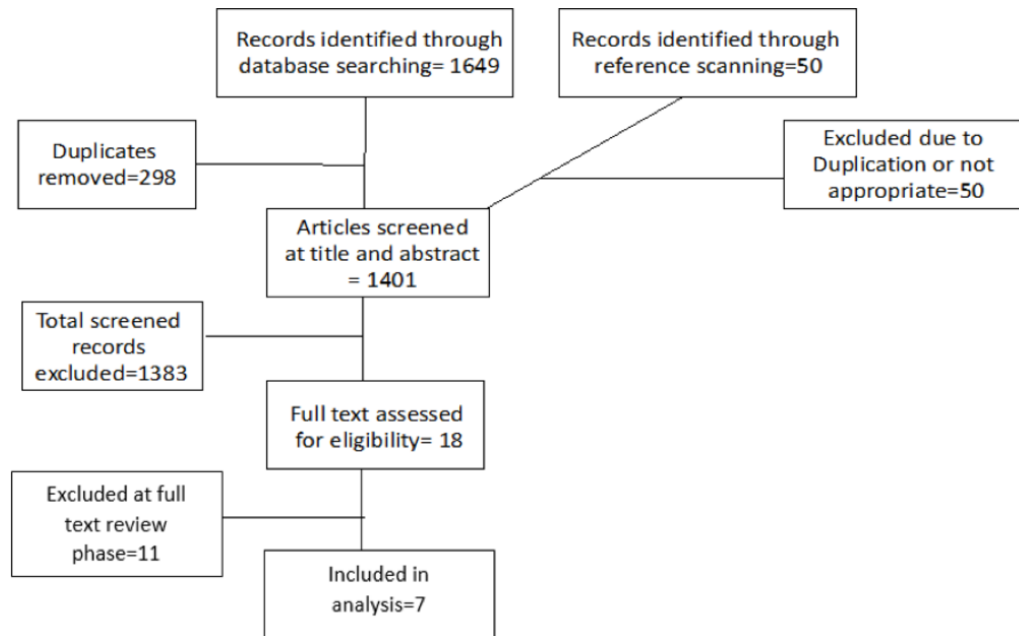 Records identified through
database searching= 1649
Records identified through
reference scanning=50
Duplicates
removed=298
Excluded due to
Duplication or not
appropriate=50
Articles screened
at title and abstract
= 1401
Total screened
records
excluded=1383
Full text assessed
for eligibility= 18
Excluded at full
text review
phase=11
Included in
analysis=7